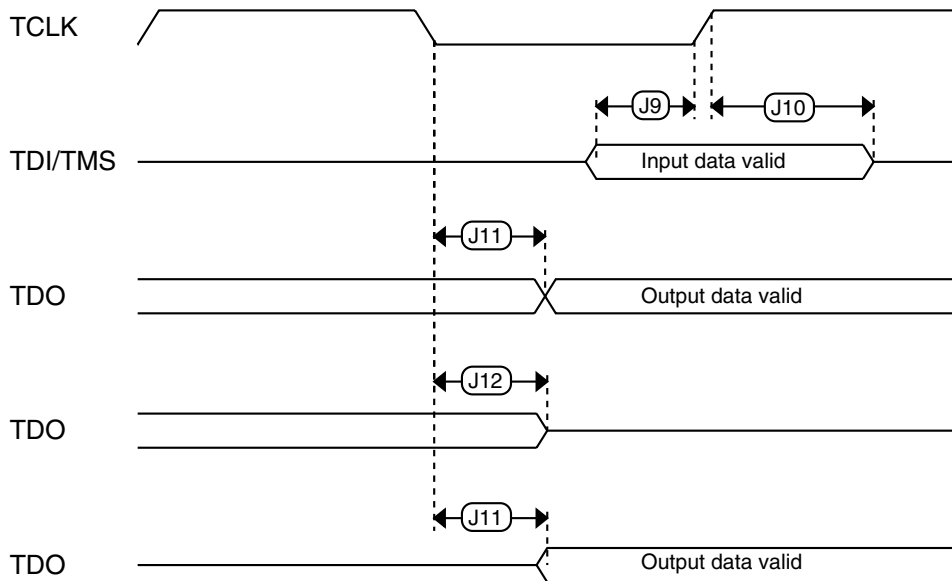 TCLK
J9
J10
TDI/TMS
Input data valid
J11
TDO
Output data valid
J12
TDO
J11
TDO
Output data valid